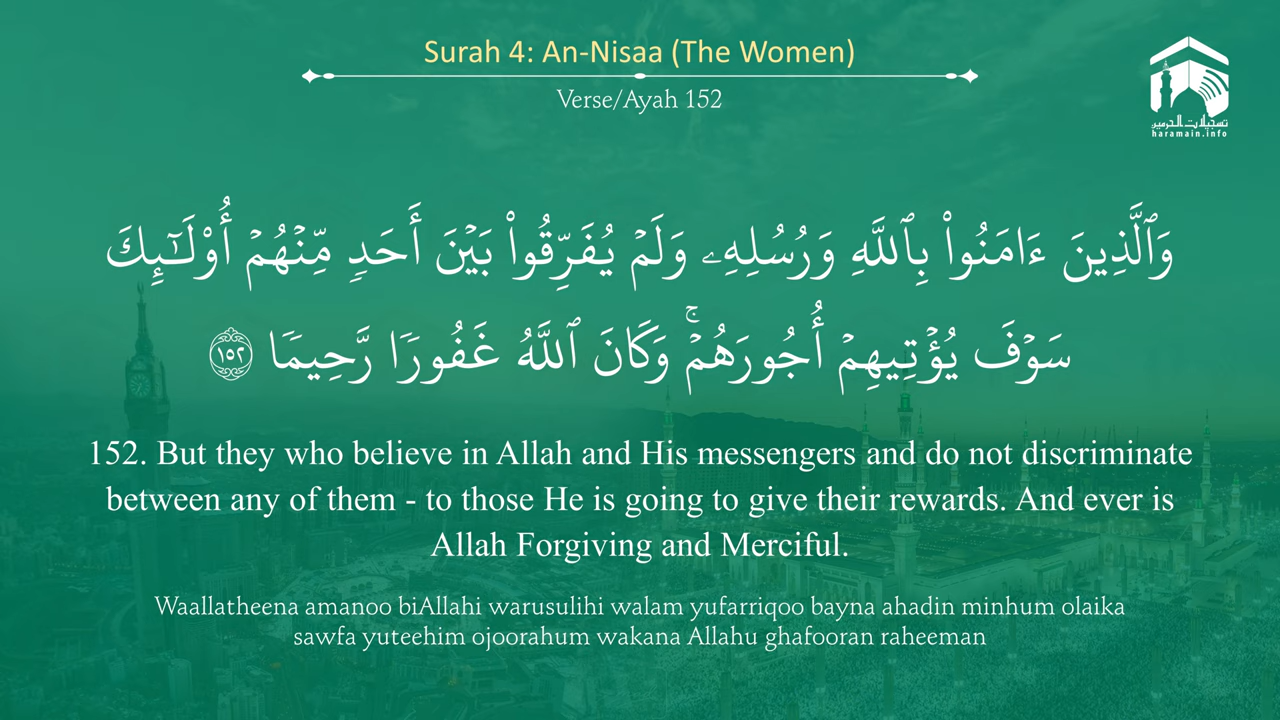 Surah 4: An-Nisaa (The Women)
Verse/Ayah 152
تسجيلات الحرمين
haramain.info
وَٱلَّذِينَ ءَامَنُوا۟ بِٱللَّهِ وَرُسُلِهِۦ وَلَمْ يُفَرِّقُوا۟ بَيْنَ أَحَدٍ مِّنْهُمْ أُو۟لَـٰٓئِكَ
سَوْفَ يُؤْتِيهِمْ أُجُورَهُمْ ۗ وَكَانَ ٱللَّهُ غَفُورًا رَّحِيمًا ١٥٢
152. But they who believe in Allah and His messengers and do not discriminate
between any of them - to those He is going to give their rewards. And ever is
Allah Forgiving and Merciful.
Waallatheena amanoo biAllahi warusulihi walam yufarriqoo bayna ahadin minhum olaika
sawfa yuteehim ojoorahum wakana Allahu ghafooran raheeman